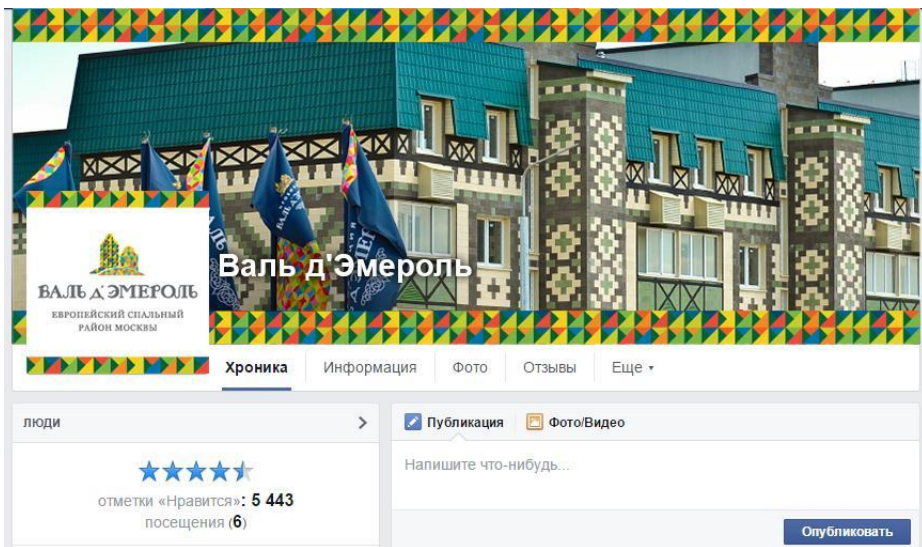 Валь д'Эмероль
ВАЛЬ Д'ЭМЕРОЛЬ
ЕВРОПЕЙСКИЙ СПАЛЬНЫЙ
РАЙОН МОСКВЫ
Хроника Информация Фото Отзывы Еще
ЛЮДИ
отметки «Нравится»: 5 443
посещения (6)
Публикация Фото/Видео
Напишите что-нибудь...
Опубликовать